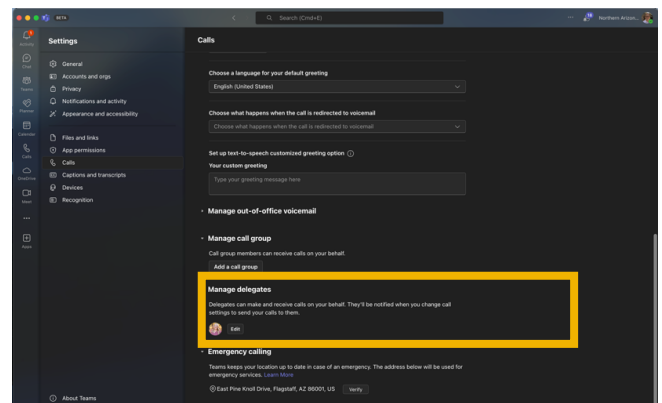 BETA
Search (Cmd+E)
Northern Arizon...
Activity
Chat
Teams
Planner
Calendar
Calls
OneDrive
Meet
Apps
Settings
General
Accounts and orgs
Privacy
Notifications and activity
Appearance and accessibility
Files and links
App permissions
Calls
Captions and transcripts
Devices
Recognition
About Teams
Calls
Choose a language for your default greeting
English (United States)
Choose what happens when the call is redirected to voicemail
Choose what happens when the call is redirected to voicemail
Set up text-to-speech customized greeting option
Your custom greeting
Type your greeting message here
Manage out-of-office voicemail
Manage call group
Call group members can receive calls on your behalf.
Add a call group
Manage delegates
Delegates can make and receive calls on your behalf. They'll be notified when you change call
settings to send your calls to them.
Edit
Emergency calling
Teams keeps your location up to date in case of an emergency. The address below will be used for
emergency services. Learn More
East Pine Knoll Drive, Flagstaff, AZ 86001, US
Verify